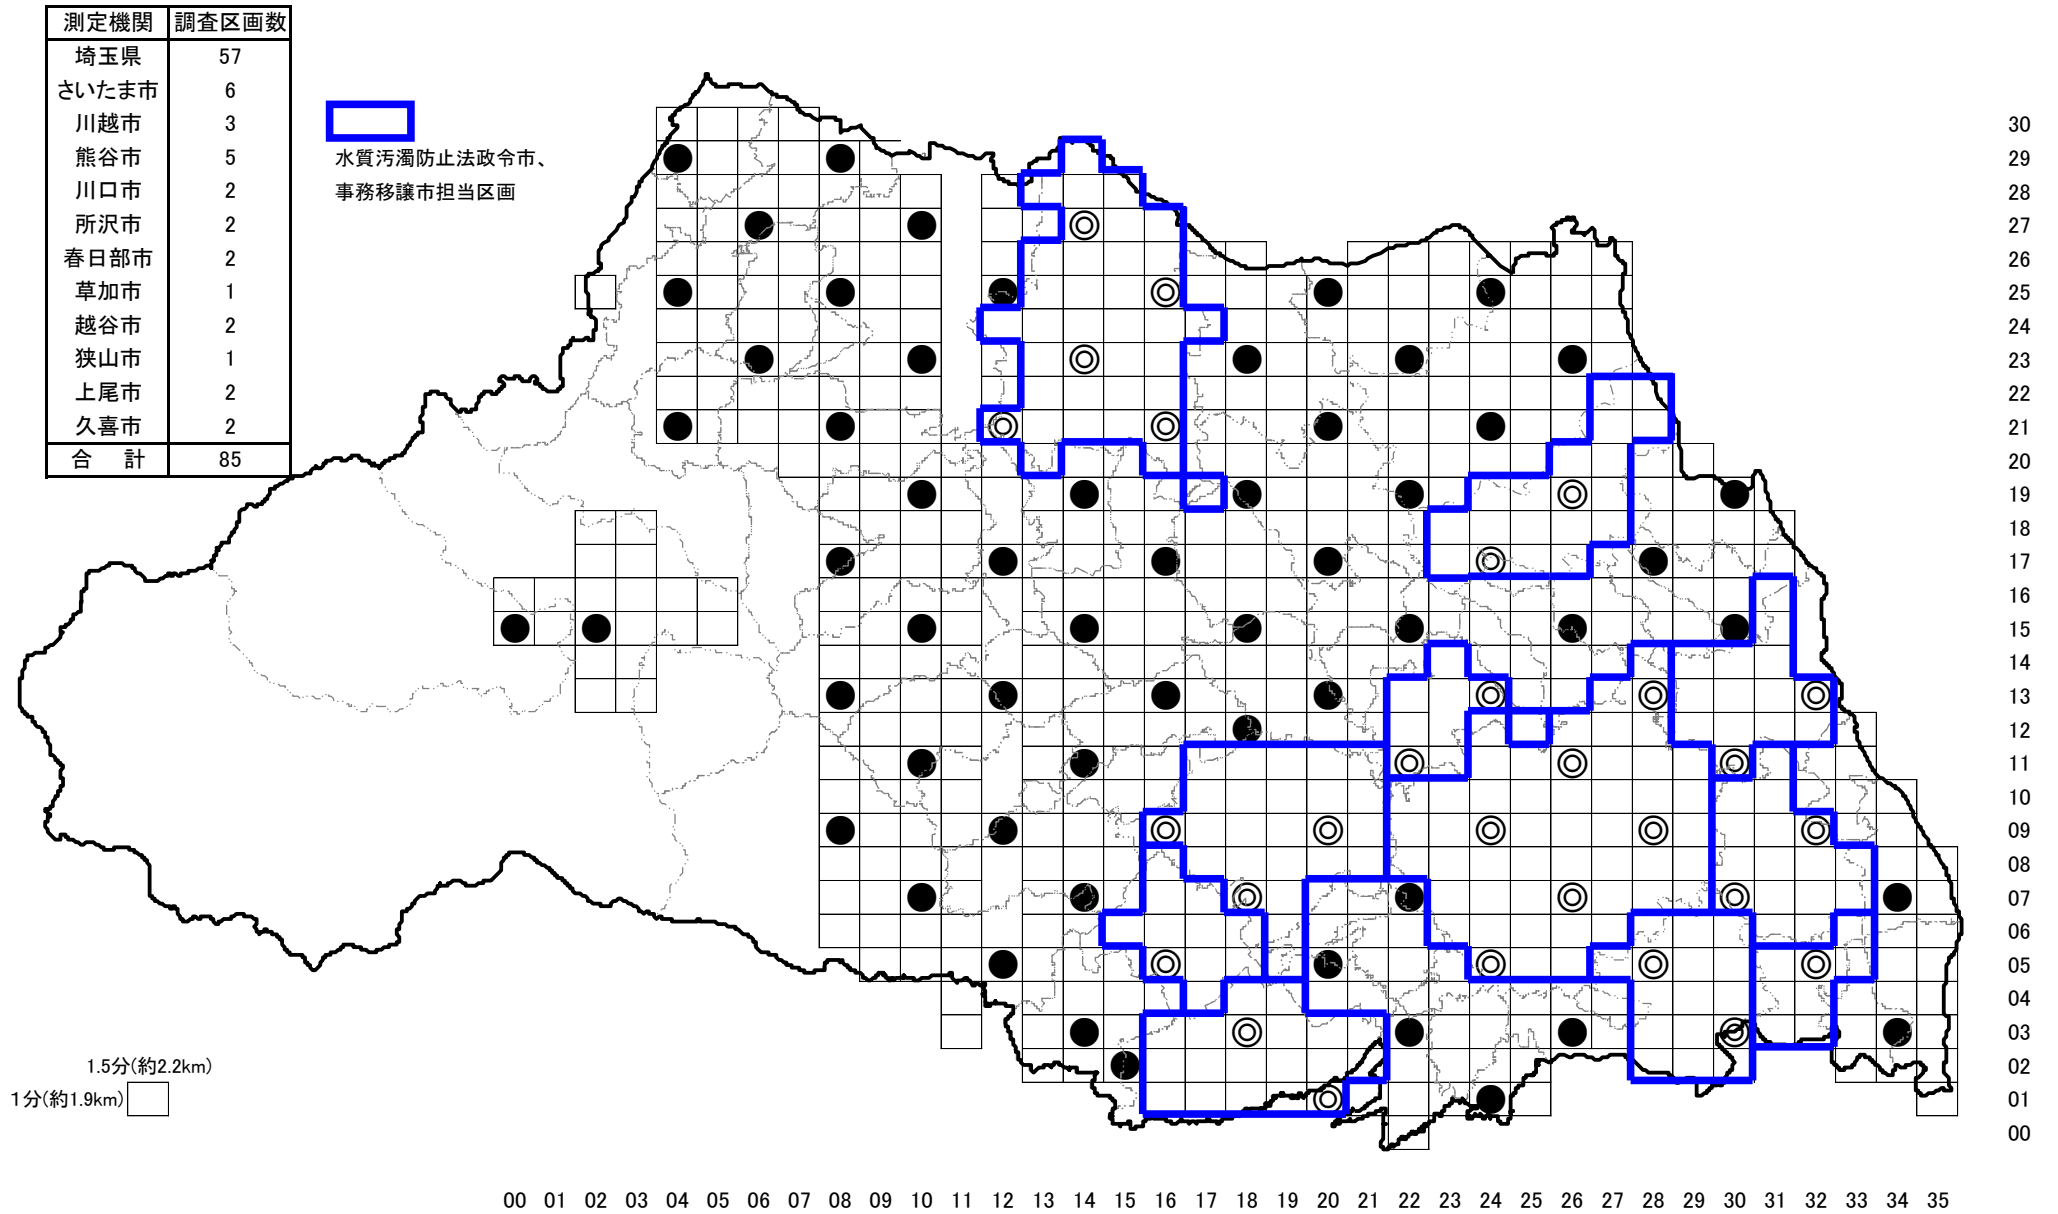 測定機関 調査区画数
埼玉県 57
さいたま市 6
川越市 3
熊谷市 5
川口市 2
所沢市 2
春日部市 2
草加市 1
越谷市 2
狭山市 1
上尾市 2
久喜市 2
合 計 85
水質汚濁防止法政令市、
事務移譲市担当区画
30
29
28
27
26
25
24
23
22
21
20
19
18
17
16
15
14
13
12
11
10
09
08
07
06
05
04
03
02
01
00
1.5分(約2.2km)
1分(約1.9km)
00 01 02 03 04 05 06 07 08 09 10 11 12 13 14 15 16 17 18 19 20 21 22 23 24 25 26 27 28 29 30 31 32 33 34 35